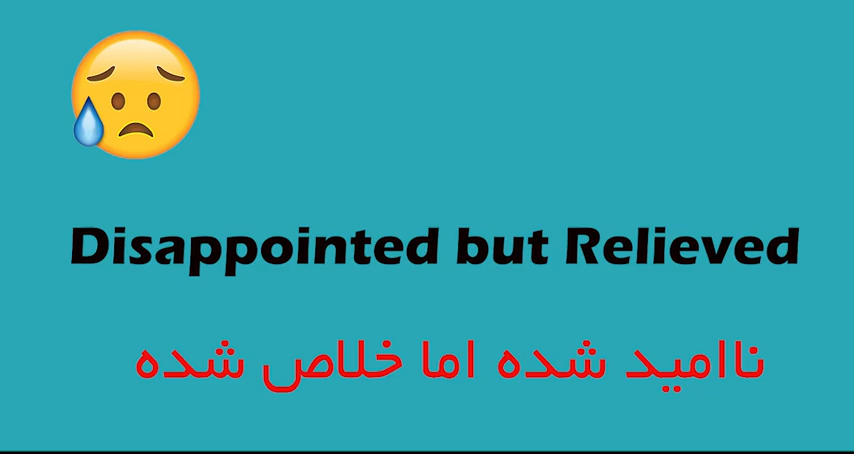 Disappointed but Relieved
ناامید شده اما خلاص شده